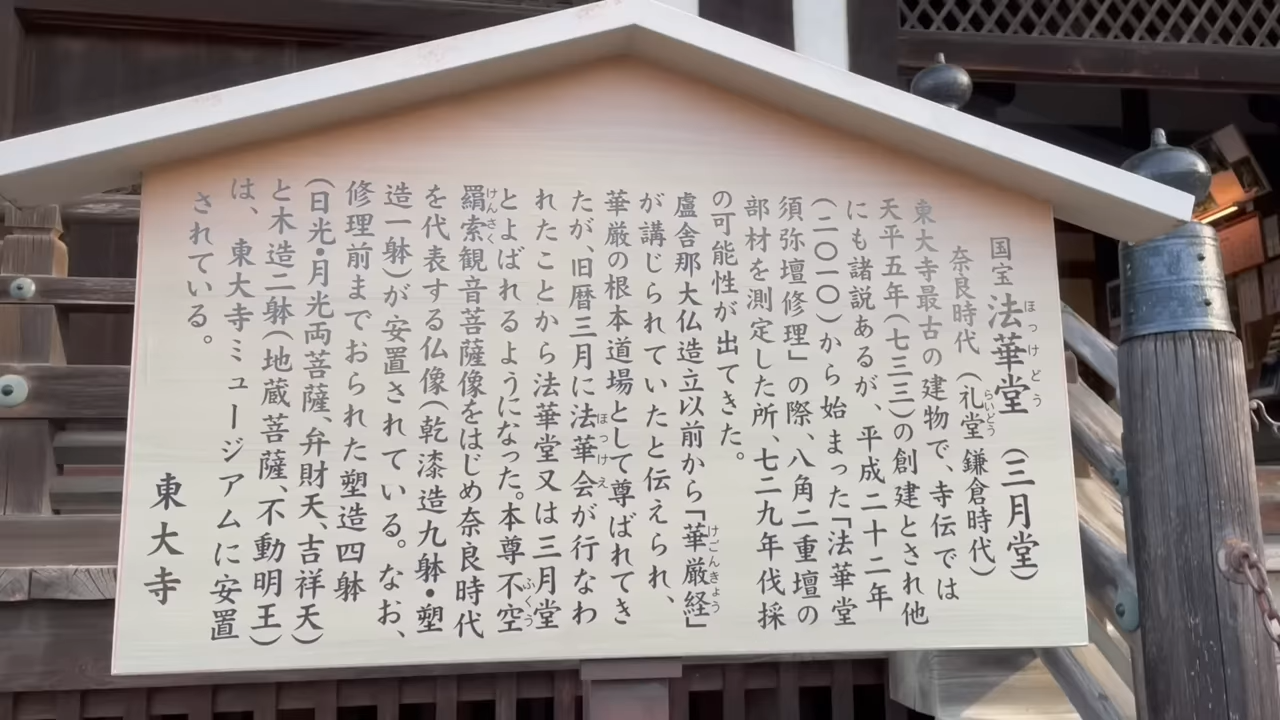 国宝 法華堂（三月堂）
奈良時代（礼堂鎌倉時代）
東大寺最古の建物で、寺伝では
天平五年（七三三）の創建とされ他
にも諸説あるが、平成二十二年
（二〇一〇）から始まった「法華堂
須弥壇修理」の際、八角二重壇の
部材を測定した所、七二九年伐採
の可能性が出てきた。
盧舎那大仏造立以前から「華厳経」
が講じられていたと伝えられ、
華厳の根本道場として尊ばれてき
たが、旧暦三月に法華会が行なわ
れたことから法華堂又は三月堂
とよばれるようになった。本尊不空
羂索観音菩薩像をはじめ奈良時代
を代表する仏像（乾漆造九躰・塑
造一躰）が安置されている。なお、
修理前までおられた塑造四躰
（日光・月光両菩薩、弁財天、吉祥天）
と木造二躰（地蔵菩薩、不動明王）
は、東大寺ミュージアムに安置
されている。
東大寺